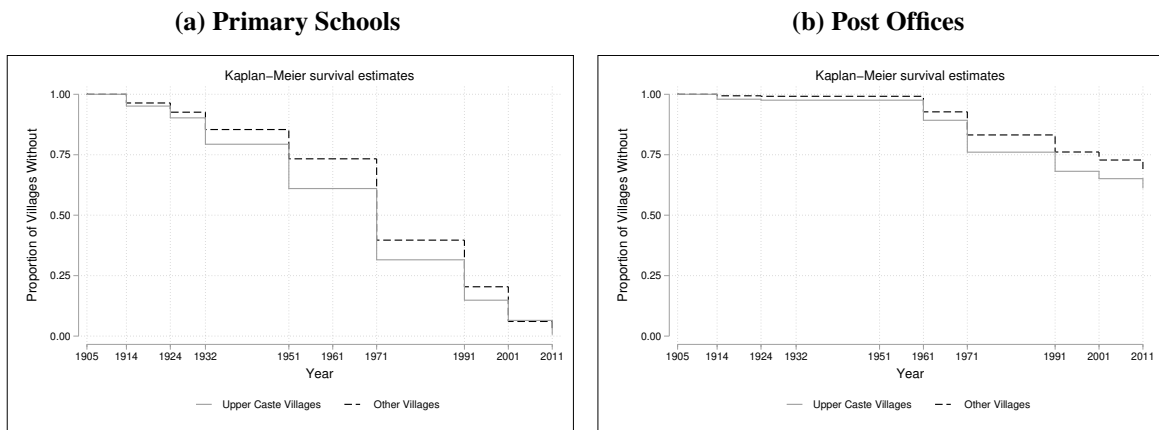 (a) Primary Schools
Kaplan−Meier survival estimates
Proportion of Villages Without
1.00
0.75
0.50
0.25
0.00
1905 1914 1924 1932 1951 1961 1971 1991 2001 2011
Year
Upper Caste Villages Other Villages
(b) Post Offices
Kaplan−Meier survival estimates
Proportion of Villages Without
1.00
0.75
0.50
0.25
0.00
1905 1914 1924 1932 1951 1961 1971 1991 2001 2011
Year
Upper Caste Villages Other Villages